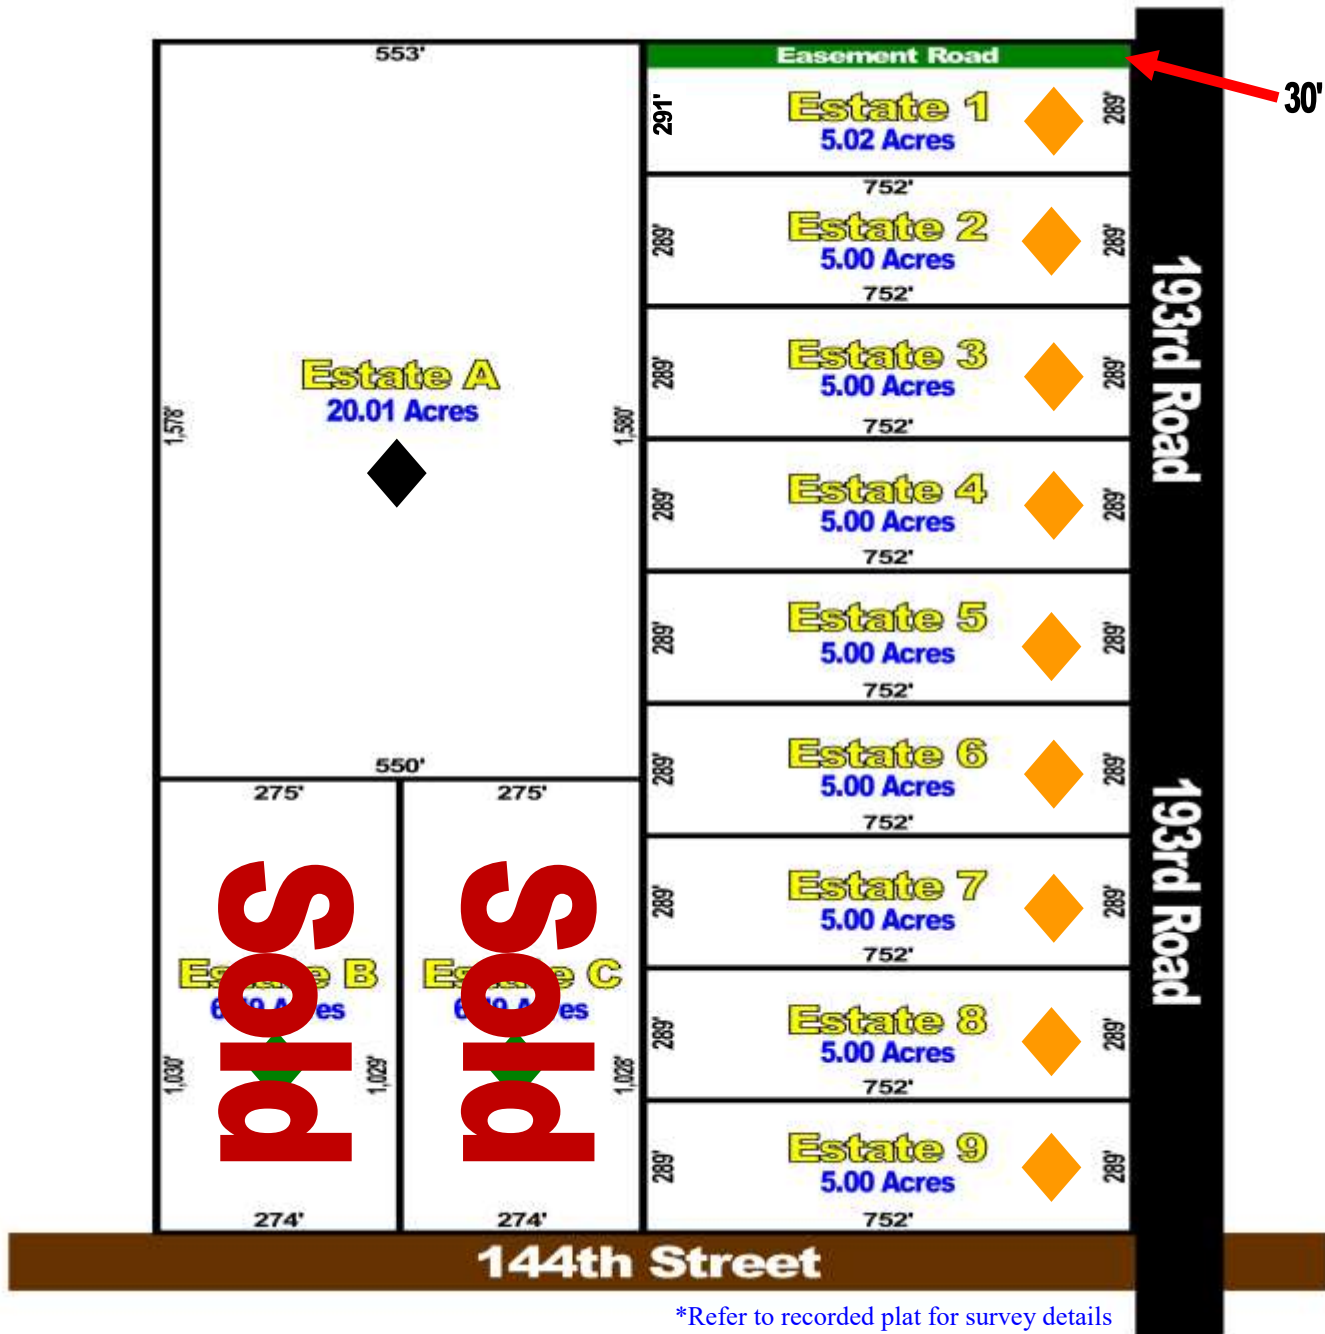 553'
Easement Road
30'
291'
Estate 1
5.02 Acres
289'
752'
289'
Estate 2
5.00 Acres
289'
752'
193rd Road
289'
Estate 3
5.00 Acres
289'
752'
Estate A
20.01 Acres
1,578'
1,580'
289'
Estate 4
5.00 Acres
289'
752'
289'
Estate 5
5.00 Acres
289'
752'
550'
289'
Estate 6
5.00 Acres
289'
752'
193rd Road
275'
275'
289'
Estate 7
5.00 Acres
289'
752'
Sold
Sold
B
C
1,030'
1,029'
1,028'
289'
Estate 8
5.00 Acres
289'
752'
289'
Estate 9
5.00 Acres
289'
274'
274'
752'
144th Street
*Refer to recorded plat for survey details